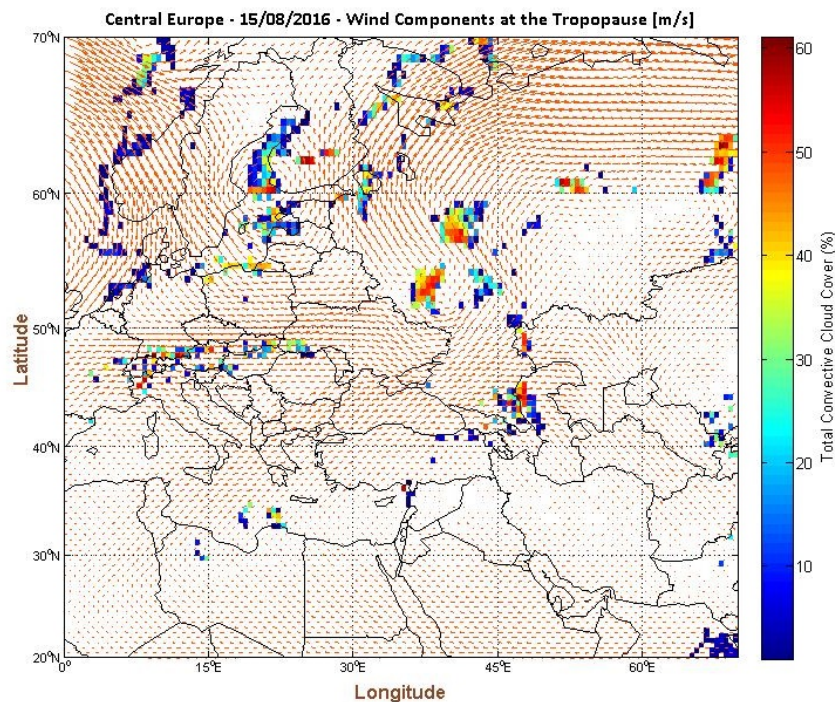 Central Europe - 15/08/2016 - Wind Components at the Tropopause [m/s]
70°N
60°N
50°N
40°N
30°N
20°N
0°
15°E
30°E
45°E
60°E
Latitude
Longitude
60
50
40
30
20
10
Total Convective Cloud Cover (%)